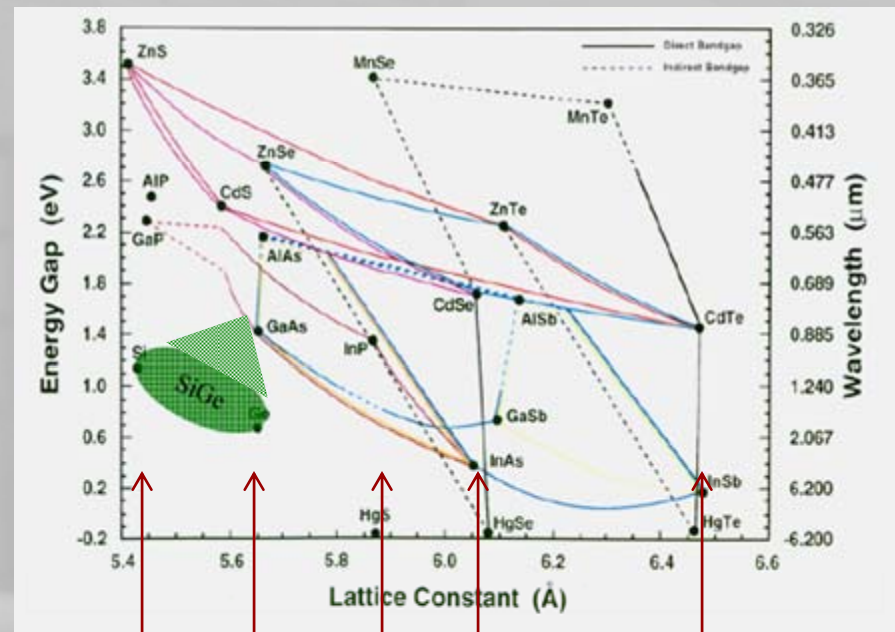 3.8
3.4
3.0
2.6
2.2
1.8
1.4
1.0
0.6
0.2
-0.2
Energy Gap (eV)
5.4 5.6 5.8 6.0 6.2 6.4 6.6
Lattice Constant (Å)
0.326
0.365
0.413
0.477
0.563
0.689
0.885
1.240
2.067
6.200
-6.200
Wavelength (μm)
Direct Bandgap
Indirect Bandgap
ZnS
MnSe
MnTe
ZnSe
AlP
CdS
GaP
ZnTe
AlAs
CdSe
AlSb
CdTe
GaAs
InP
Si
SiGe
Ge
GaSb
InAs
InSb
HgS
HgSe
HgTe